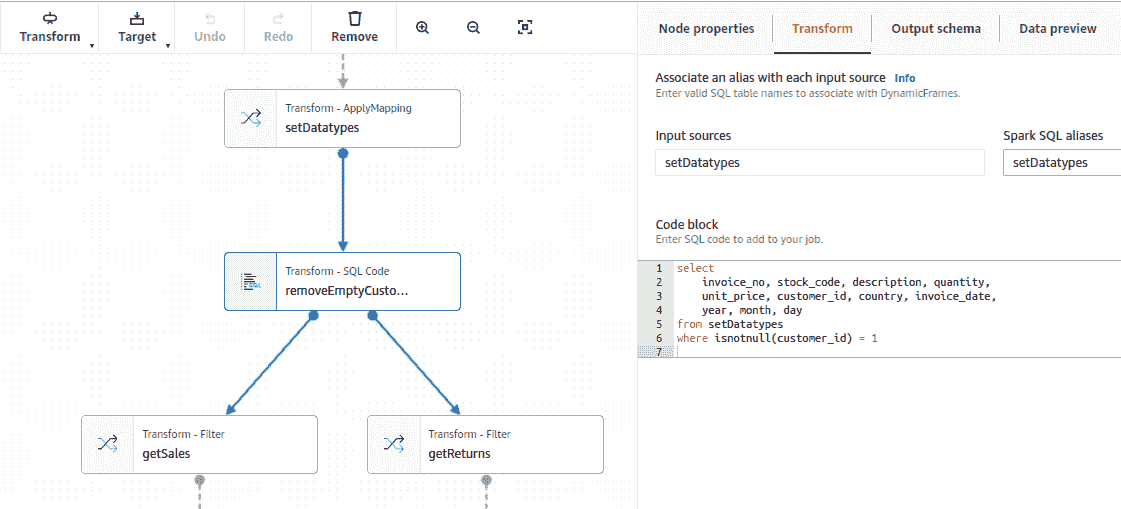 Transform
Target
Undo
Redo
Remove
Node properties
Transform
Output schema
Data preview
Transform - ApplyMapping
setDatatypes
Transform - SQL Code
removeEmptyCusto...
Transform - Filter
getSales
Transform - Filter
getReturns
Associate an alias with each input source Info
Enter valid SQL table names to associate with DynamicFrames.
Input sources
Spark SQL aliases
setDatatypes
setDatatypes
Code block
Enter SQL code to add to your job.
1 select
2 invoice_no, stock_code, description, quantity,
3 unit_price, customer_id, country, invoice_date,
4 year, month, day
5 from setDatatypes
6 where isnotnull(customer_id) = 1
7